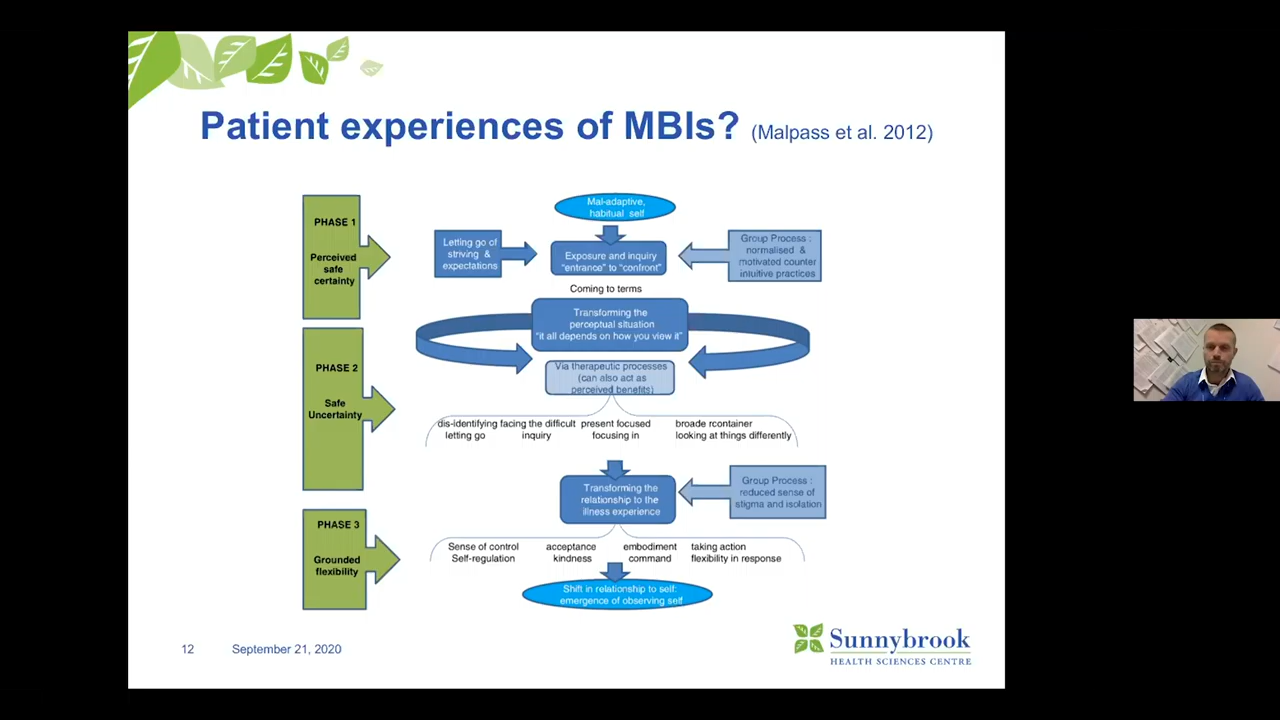 Patient experiences of MBIs? (Malpass et al. 2012)
PHASE 1
Perceived
safe
certainty
Mal-adaptive,
habitual self
Letting go of
striving &
expectations
Exposure and inquiry
"entrance" to "confront"
Group Process :
normalised &
motivated counter
intuitive practices
Coming to terms
Transforming the
perceptual situation
"it all depends on how you view it"
PHASE 2
Safe
Uncertainty
Via therapeutic processes
(can also act as
perceived benefits)
dis-identifying facing the difficult present focused broade rcontainer
letting go inquiry focusing in looking at things differently
Transforming the
relationship to the
illness experience
Group Process :
reduced sense of
stigma and isolation
PHASE 3
Grounded
flexibility
Sense of control acceptance embodiment taking action
Self-regulation kindness command flexibility in response
Shift in relationship to self:
emergence of observing self
12 September 21, 2020
Sunnybrook
HEALTH SCIENCES CENTRE